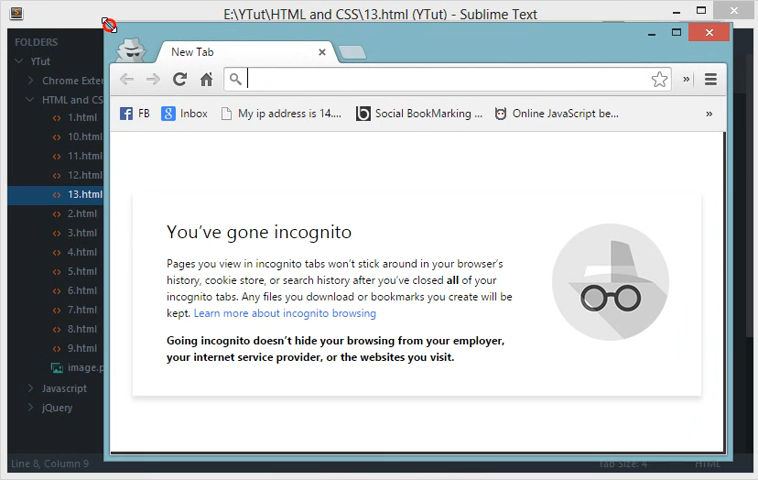 E:\YTut\HTML and CSS\13.html (YTut) - Sublime Text
FOLDERS
YTut
Chrome Exten
HTML and CS
1.html
10.html
11.html
12.html
13.html
2.html
3.html
4.html
5.html
6.html
7.html
8.html
9.html
image.p
Javascript
jQuery
New Tab
FB
Inbox
My ip address is 14....
Social BookMarking ...
Online JavaScript be...
You've gone incognito
Pages you view in incognito tabs won't stick around in your browser's
history, cookie store, or search history after you've closed all of your
incognito tabs. Any files you download or bookmarks you create will be
kept. Learn more about incognito browsing
Going incognito doesn't hide your browsing from your employer,
your internet service provider, or the websites you visit.
Line 8, Column 9
Tab Size: 4
HTML